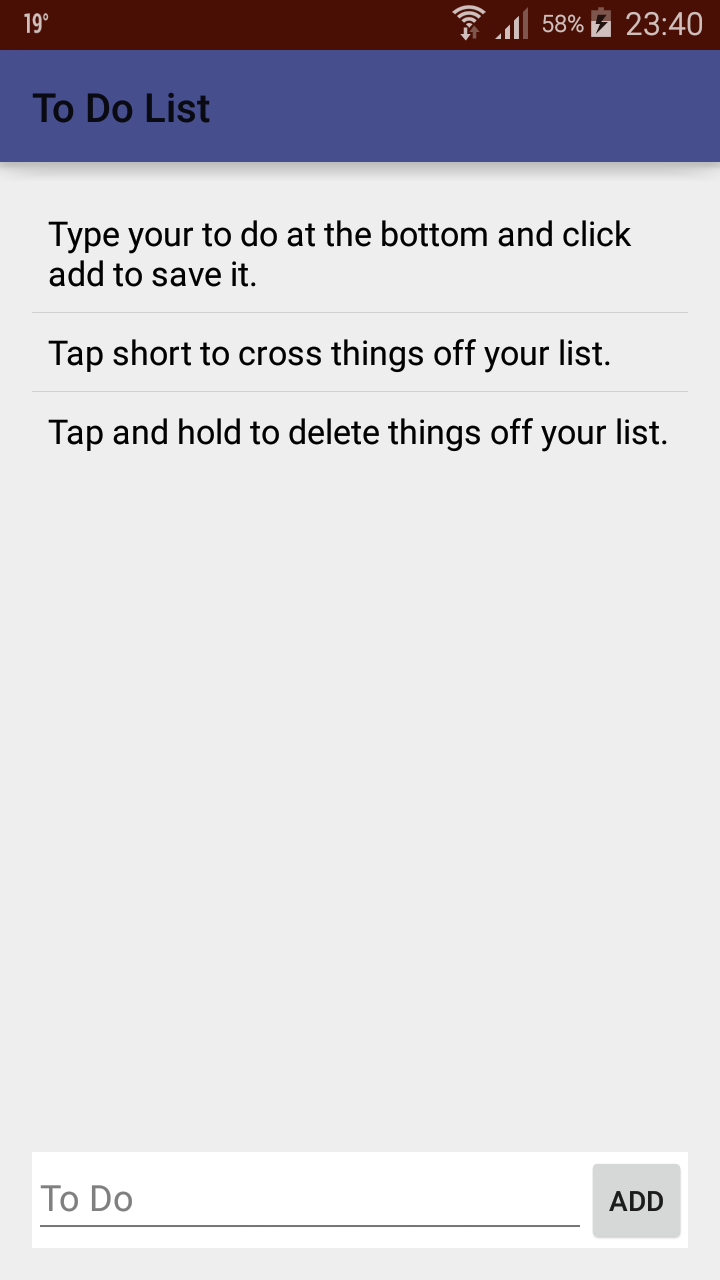 19°
58%
23:40
To Do List
Type your to do at the bottom and click
add to save it.
Tap short to cross things off your list.
Tap and hold to delete things off your list.
To Do
ADD